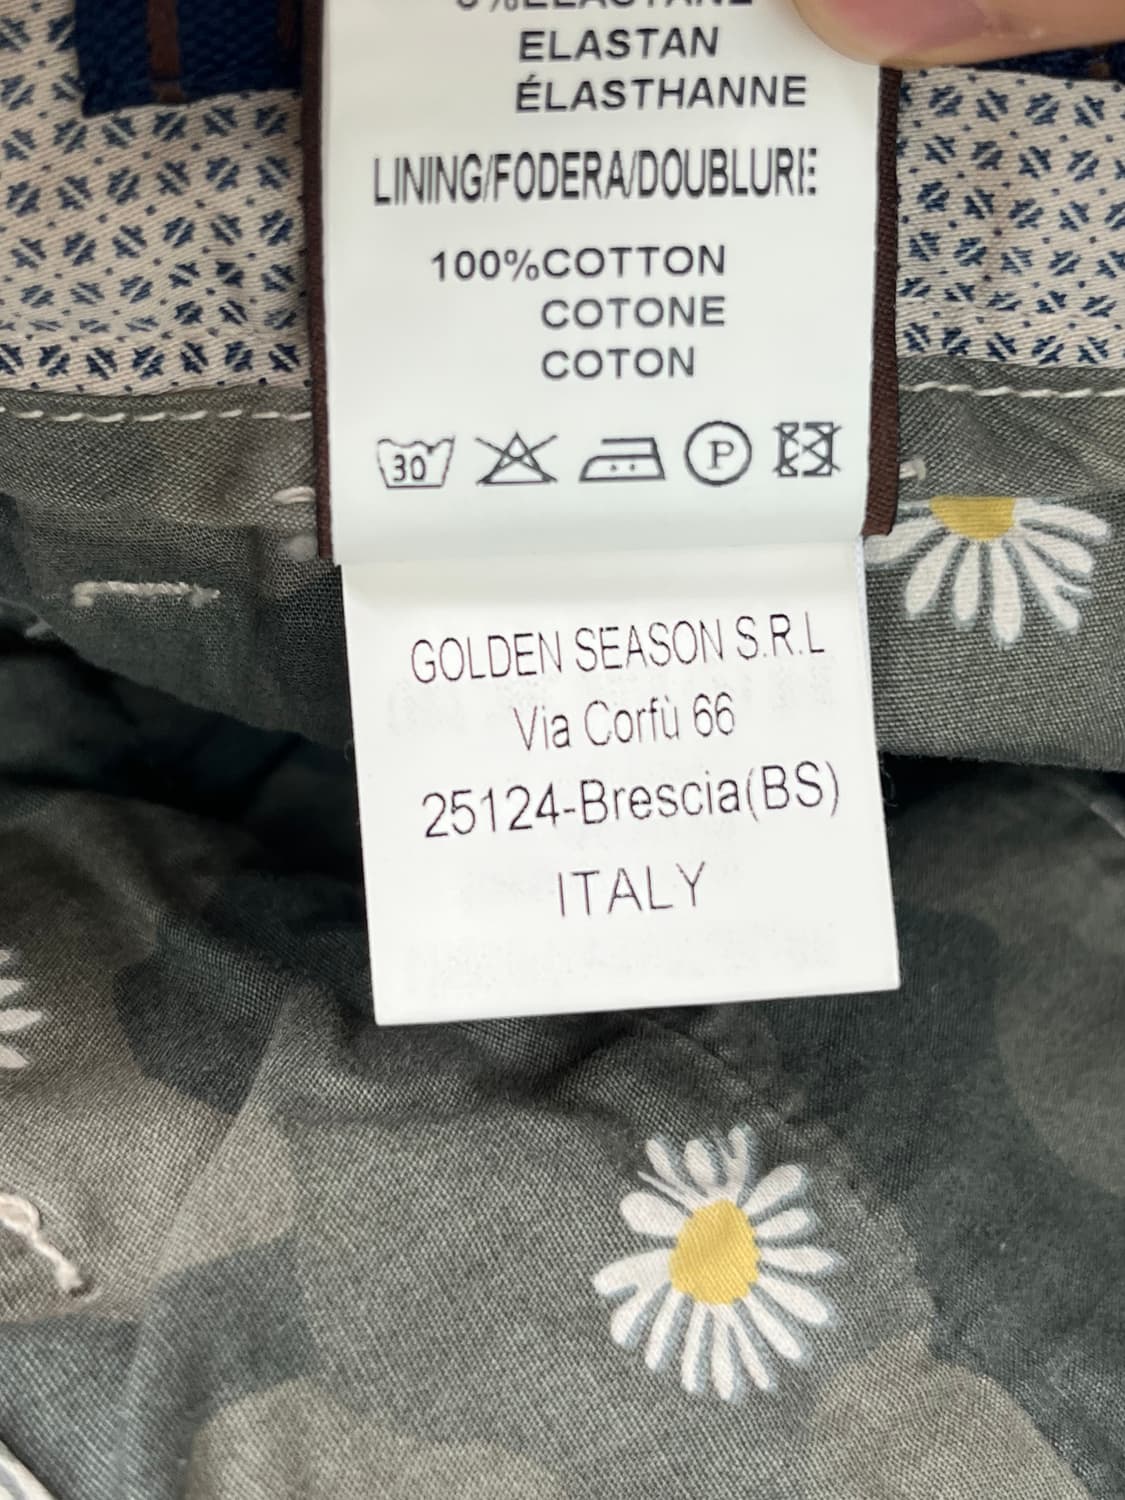 %ELASTANE
ELASTAN
ÉLASTHANNE
LINING/FODERA/DOUBLURE
100%COTTON
COTONE
COTON
30
P
GOLDEN SEASON S.R.L
Via Corfù 66
25124-Brescia(BS)
ITALY